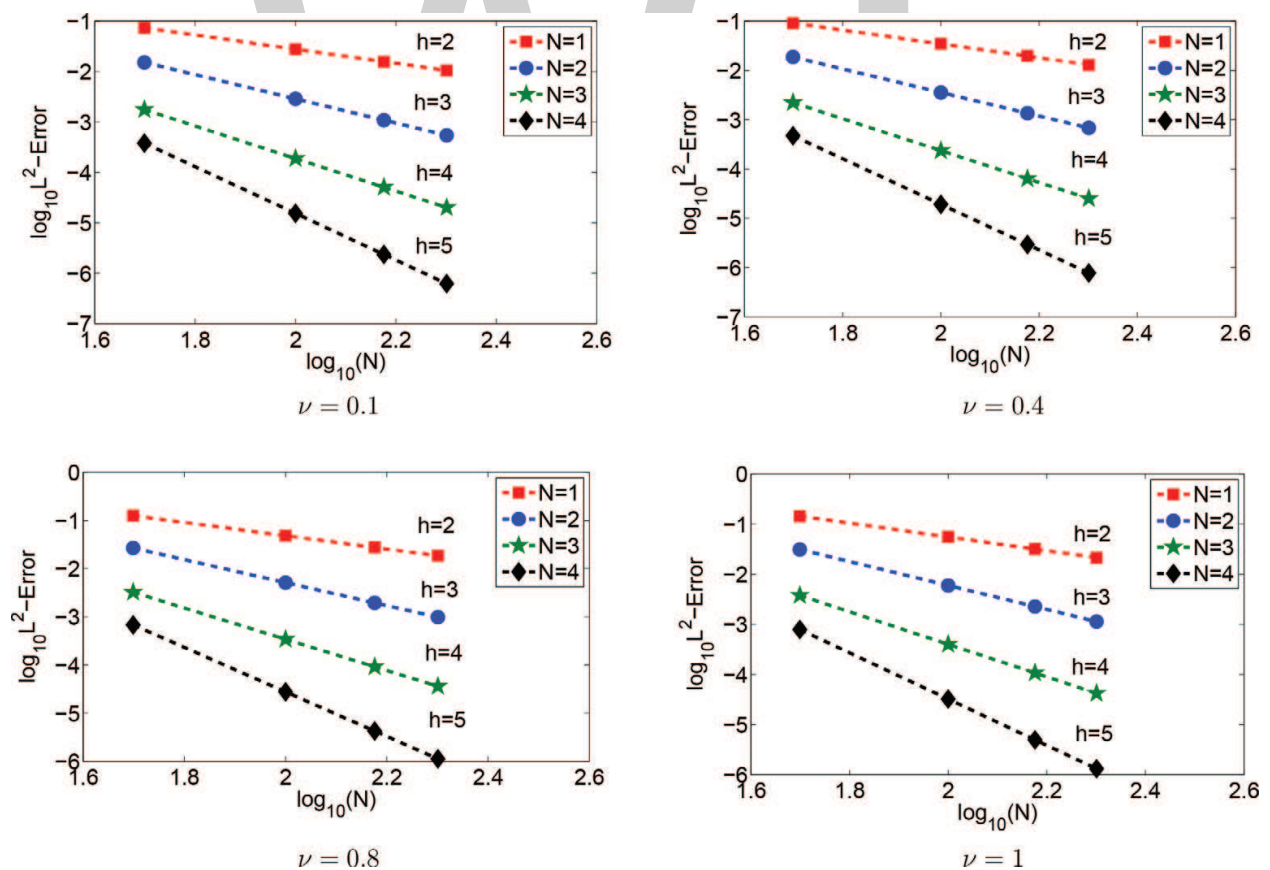 −1
−2
−3
−4
−5
−6
−7
log₁₀L²−Error
h=2
h=3
h=4
h=5
N=1
N=2
N=3
N=4
1.6 1.8 2 2.2 2.4 2.6
log₁₀(N)
ν = 0.1
−1
−2
−3
−4
−5
−6
−7
log₁₀L²−Error
h=2
h=3
h=4
h=5
N=1
N=2
N=3
N=4
1.6 1.8 2 2.2 2.4 2.6
log₁₀(N)
ν = 0.4
0
−1
−2
−3
−4
−5
−6
log₁₀L²−Error
h=2
h=3
h=4
h=5
N=1
N=2
N=3
N=4
1.6 1.8 2 2.2 2.4 2.6
log₁₀(N)
ν = 0.8
0
−1
−2
−3
−4
−5
−6
log₁₀L²−Error
h=2
h=3
h=4
h=5
N=1
N=2
N=3
N=4
1.6 1.8 2 2.2 2.4 2.6
log₁₀(N)
ν = 1